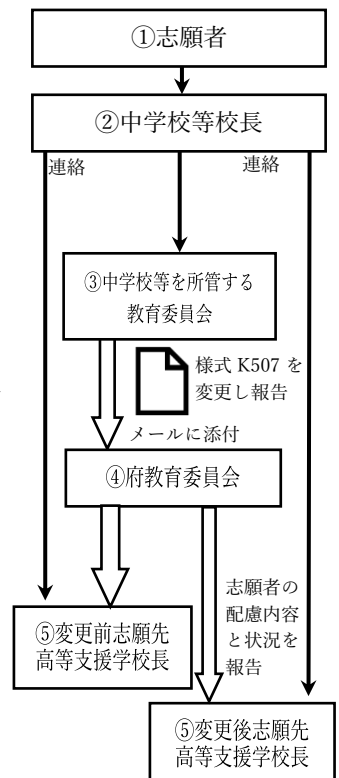 ①志願者
②中学校等校長
連絡
連絡
③中学校等を所管する
教育委員会
様式 K507 を
変更し報告
メールに添付
④府教育委員会
志願者の
配慮内容
と状況を
報告
⑤変更前志願先
高等支援学校長
⑤変更後志願先
高等支援学校長